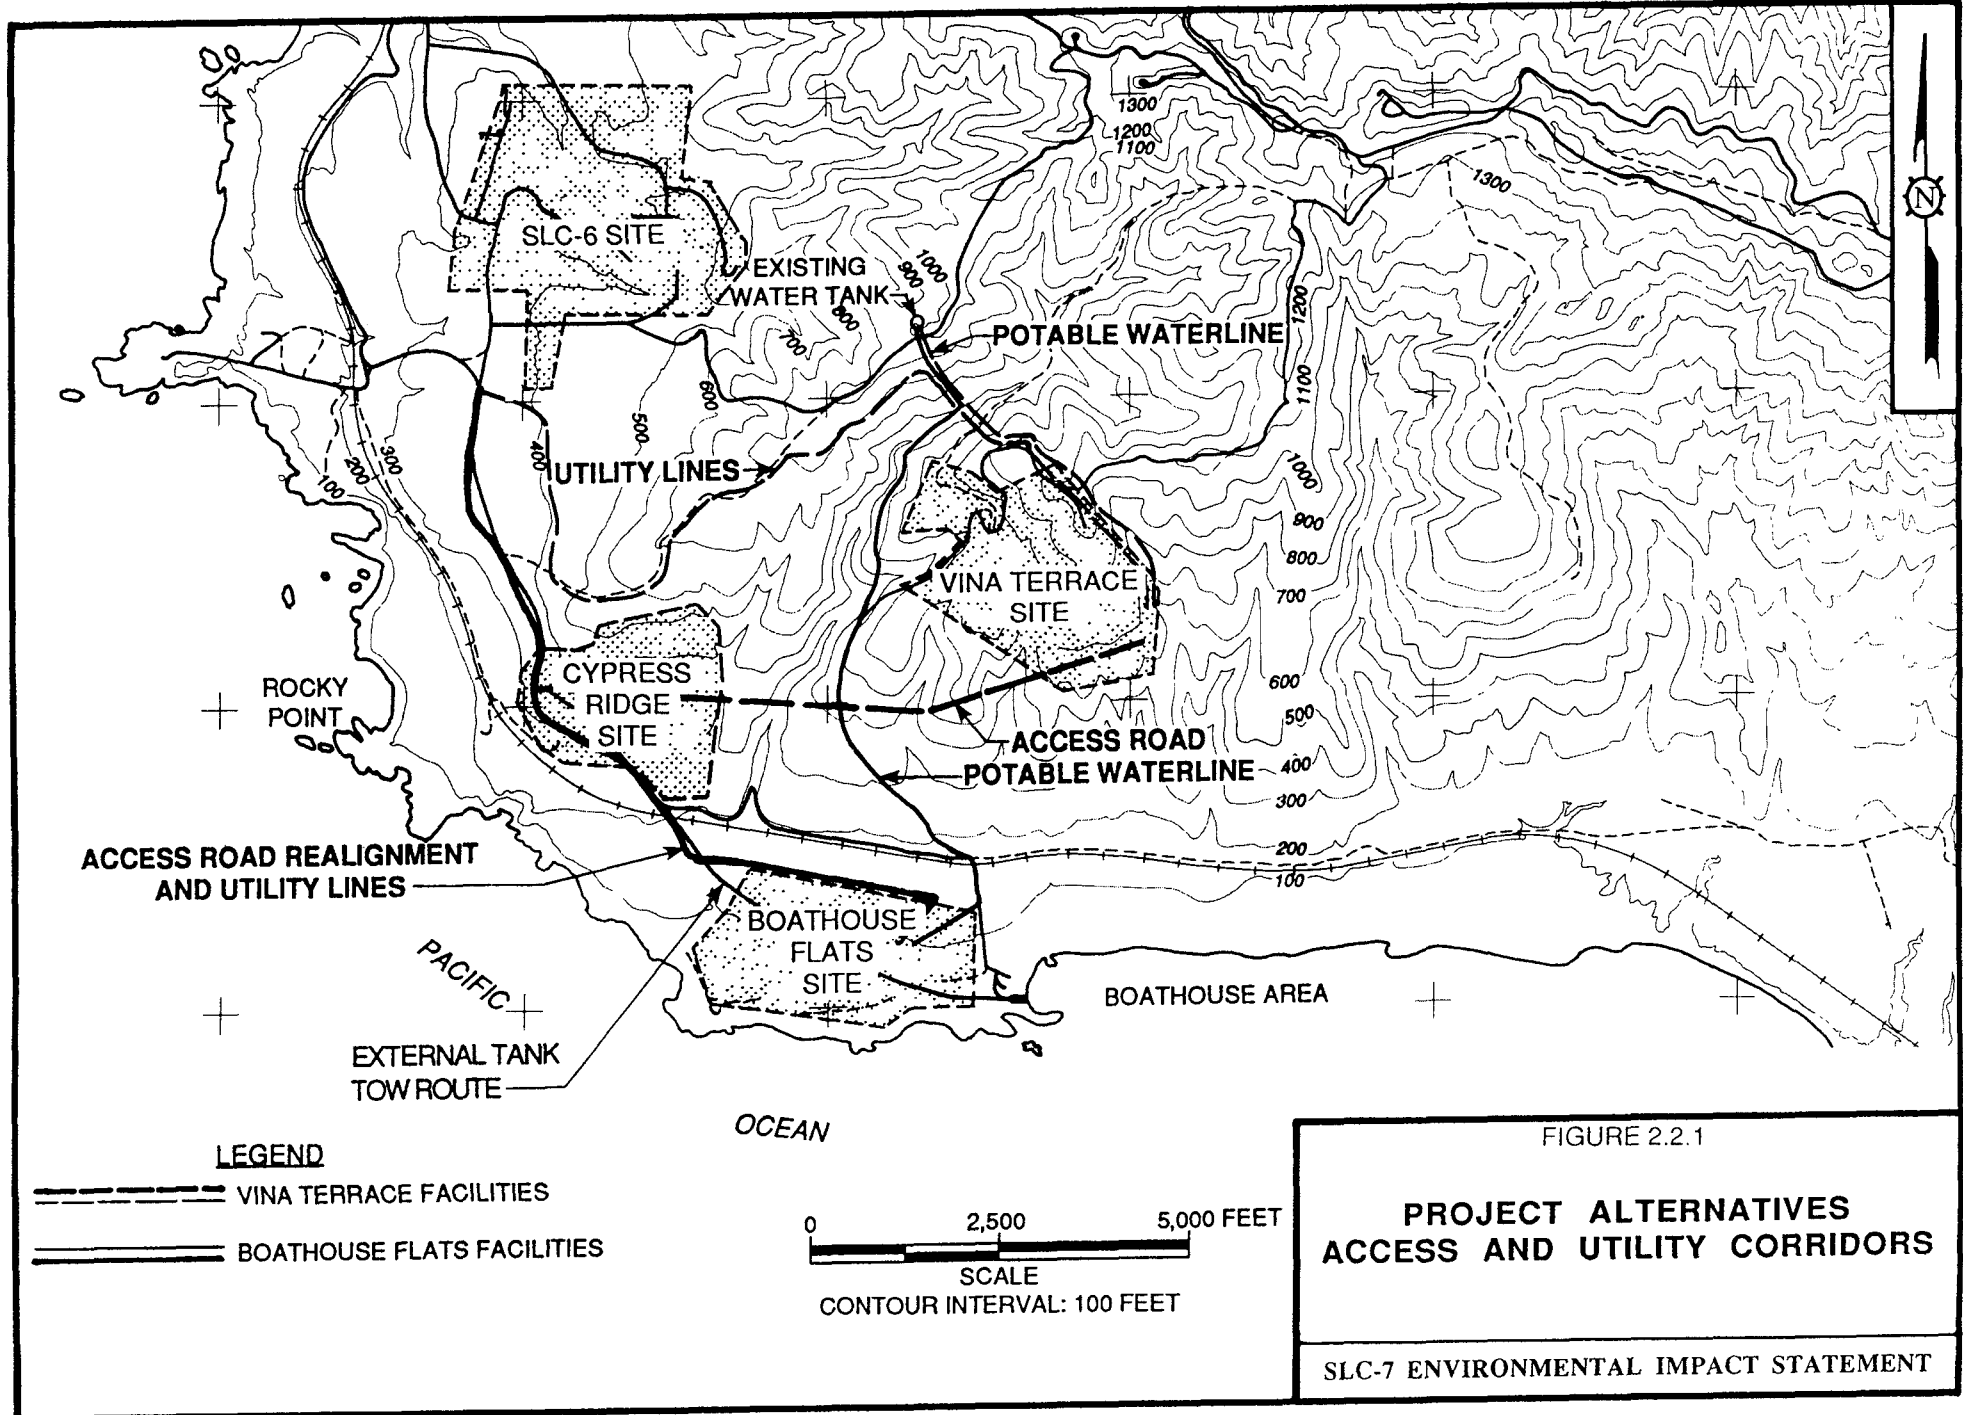 1300
1200
1100
1300
N
SLC-6 SITE
EXISTING
WATER TANK
1000
900
800
700
POTABLE WATERLINE
1200
1100
600
500
400
300
200
100
UTILITY LINES
1000
900
800
700
600
500
400
300
200
100
VINA TERRACE
SITE
CYPRESS
RIDGE
SITE
ROCKY
POINT
ACCESS ROAD
POTABLE WATERLINE
ACCESS ROAD REALIGNMENT
AND UTILITY LINES
BOATHOUSE
FLATS
SITE
PACIFIC
BOATHOUSE AREA
EXTERNAL TANK
TOW ROUTE
OCEAN
LEGEND
VINA TERRACE FACILITIES
BOATHOUSE FLATS FACILITIES
0 2,500 5,000 FEET
SCALE
CONTOUR INTERVAL: 100 FEET
FIGURE 2.2.1
PROJECT ALTERNATIVES
ACCESS AND UTILITY CORRIDORS
SLC-7 ENVIRONMENTAL IMPACT STATEMENT